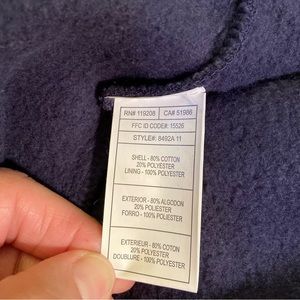 RN# 119208 CA# 51986
FFC ID CODE#: 15526
STYLE#: 8492A 11
SHELL - 80% COTTON
20% POLYESTER
LINING - 100% POLYESTER
EXTERIOR - 80% ALGODON
20% POLIESTER
FORRO - 100% POLYESTER
EXTERIEUR - 80% COTON
20% POLYESTER
DOUBLURE - 100% POLYESTER